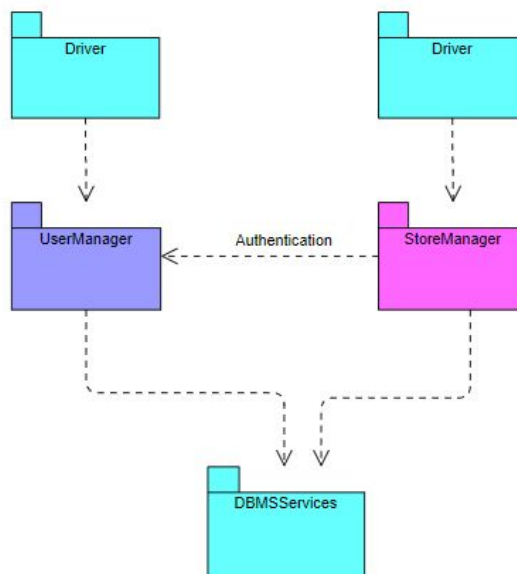 Driver
Driver
UserManager
Authentication
StoreManager
DBMSServices